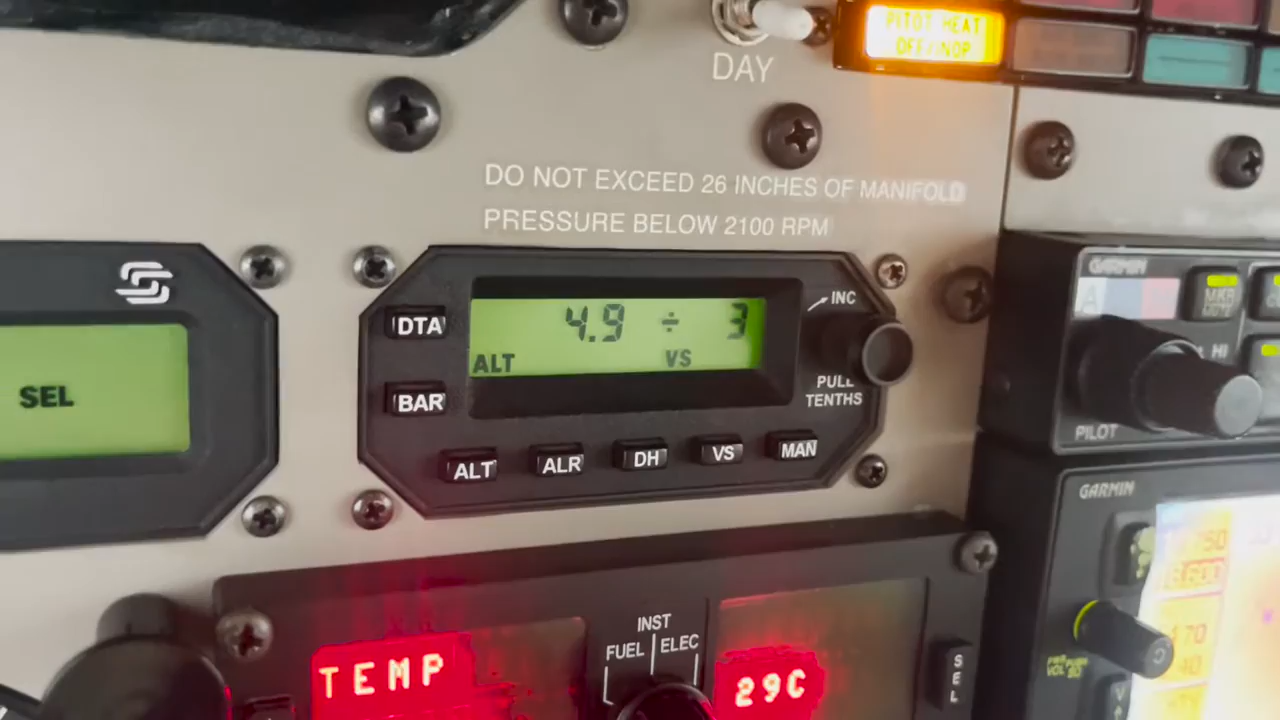 PITOT HEAT
OFF/INOP
DAY
DO NOT EXCEED 26 INCHES OF MANIFOLD
PRESSURE BELOW 2100 RPM
GARMIN
MKR
HI
PILOT
SEL
DTA
BAR
4.9 ÷ 3
ALT VS
INC
PULL
TENTHS
ALT ALR DH VS MAN
GARMIN
INST
FUEL ELEC
TEMP
29C
SEL